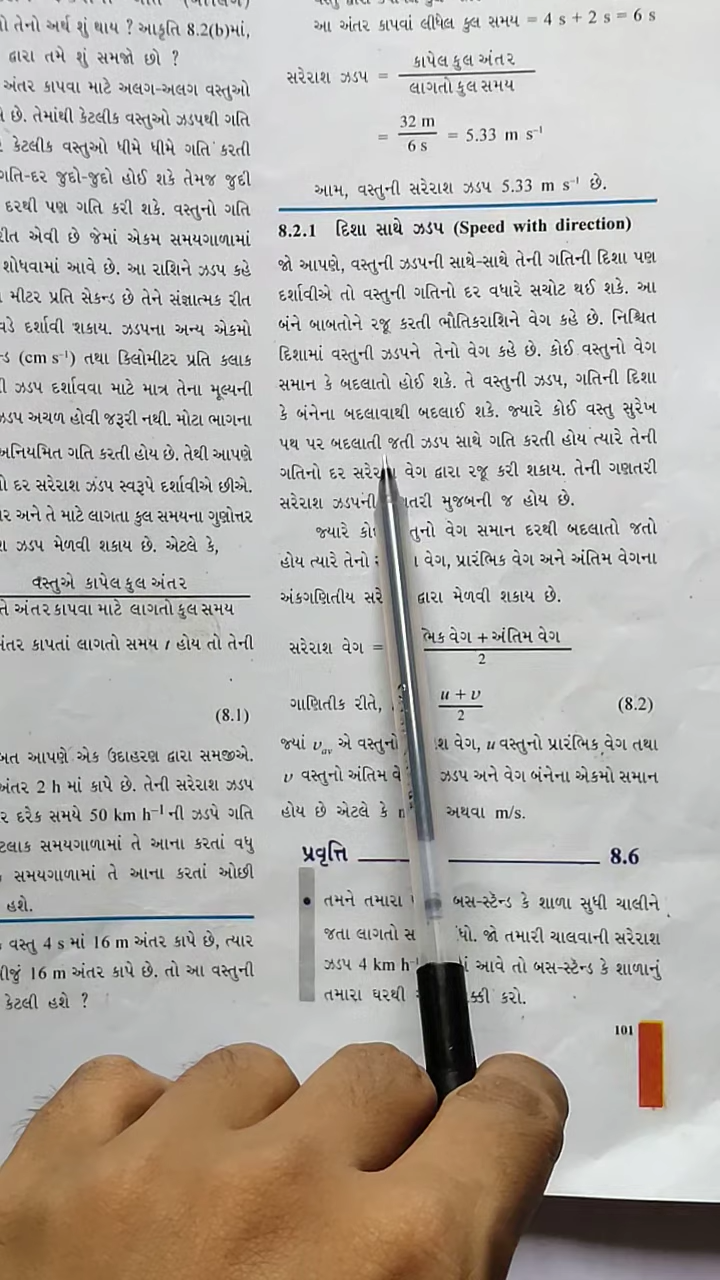 તેનો અર્થ શું થાય ? આકૃતિ 8.2(b)માં,
દ્વારા તમે શું સમજો છો ?
અંતર કાપવા માટે અલગ-અલગ વસ્તુઓ
છે. તેમાંથી કેટલીક વસ્તુઓ ઝડપથી ગતિ
કેટલીક વસ્તુઓ ધીમે ધીમે ગતિ કરતી
ગતિ-દર જુદો-જુદો હોઈ શકે તેમજ જુદી
દરથી પણ ગતિ કરી શકે. વસ્તુનો ગતિ
રીત એવી છે જેમાં એકમ સમયગાળામાં
શોધવામાં આવે છે. આ રાશિને ઝડપ કહે
મીટર પ્રતિ સેકન્ડ છે તેને સંજ્ઞાત્મક રીત
વડે દર્શાવી શકાય. ઝડપના અન્ય એકમો
(cm s⁻¹) તથા કિલોમીટર પ્રતિ કલાક
ઝડપ દર્શાવવા માટે માત્ર તેના મૂલ્યની
ઝડપ અચળ હોવી જરૂરી નથી. મોટા ભાગના
અનિયમિત ગતિ કરતી હોય છે. તેથી આપણે
દર સરેરાશ ઝડપ સ્વરૂપે દર્શાવીએ છીએ.
અને તે માટે લાગતા કુલ સમયના ગુણોત્તર
ઝડપ મેળવી શકાય છે. એટલે કે,
વસ્તુએ કાપેલ કુલ અંતર
તે અંતર કાપવા માટે લાગતો કુલ સમય
અંતર કાપતાં લાગતો સમય t હોય તો તેની
(8.1)
આપણે એક ઉદાહરણ દ્વારા સમજીએ.
અંતર 2 h માં કાપે છે. તેની સરેરાશ ઝડપ
દરેક સમયે 50 km h⁻¹ ની ઝડપે ગતિ
કેટલાક સમયગાળામાં તે આના કરતાં વધુ
સમયગાળામાં તે આના કરતાં ઓછી
હશે.
વસ્તુ 4 s માં 16 m અંતર કાપે છે, ત્યાર
બીજું 16 m અંતર કાપે છે. તો આ વસ્તુની
કેટલી હશે ?
આ અંતર કાપવાં લીધેલ કુલ સમય = 4 s + 2 s = 6 s
સરેરાશ ઝડપ = કાપેલ કુલ અંતર
લાગતો કુલ સમય
= 32 m
6 s = 5.33 m s⁻¹
આમ, વસ્તુની સરેરાશ ઝડપ 5.33 m s⁻¹ છે.
8.2.1 દિશા સાથે ઝડપ (Speed with direction)
જો આપણે, વસ્તુની ઝડપની સાથે-સાથે તેની ગતિની દિશા પણ
દર્શાવીએ તો વસ્તુની ગતિનો દર વધારે સચોટ થઈ શકે. આ
બંને બાબતોને રજૂ કરતી ભૌતિકરાશિને વેગ કહે છે. નિશ્ચિત
દિશામાં વસ્તુની ઝડપને તેનો વેગ કહે છે. કોઈ વસ્તુનો વેગ
સમાન કે બદલાતો હોઈ શકે. તે વસ્તુની ઝડપ, ગતિની દિશા
કે બંનેના બદલાવાથી બદલાઈ શકે. જ્યારે કોઈ વસ્તુ સુરેખ
પથ પર બદલાતી જતી ઝડપ સાથે ગતિ કરતી હોય ત્યારે તેની
ગતિનો દર સરેરાશ વેગ દ્વારા રજૂ કરી શકાય. તેની ગણતરી
સરેરાશ ઝડપની ગણતરી મુજબની જ હોય છે.
જ્યારે કોઈ વસ્તુનો વેગ સમાન દરથી બદલાતો જતો
હોય ત્યારે તેનો વેગ, પ્રારંભિક વેગ અને અંતિમ વેગના
અંકગણિતીય દ્વારા મેળવી શકાય છે.
સરેરાશ વેગ = વેગ + અંતિમ વેગ
2
ગાણિતીક રીતે, u + v
2 (8.2)
જ્યાં vₐᵥ એ વસ્તુનો વેગ, u વસ્તુનો પ્રારંભિક વેગ તથા
v વસ્તુનો અંતિમ ઝડપ અને વેગ બંનેના એકમો સમાન
હોય છે એટલે કે અથવા m/s.
પ્રવૃત્તિ 8.6
• તમને તમારા બસ-સ્ટૅન્ડ કે શાળા સુધી ચાલીને
જતા લાગતો જો તમારી ચાલવાની સરેરાશ
ઝડપ 4 km h⁻¹ આવે તો બસ-સ્ટૅન્ડ કે શાળાનું
તમારા ઘરથી નક્કી કરો.
101